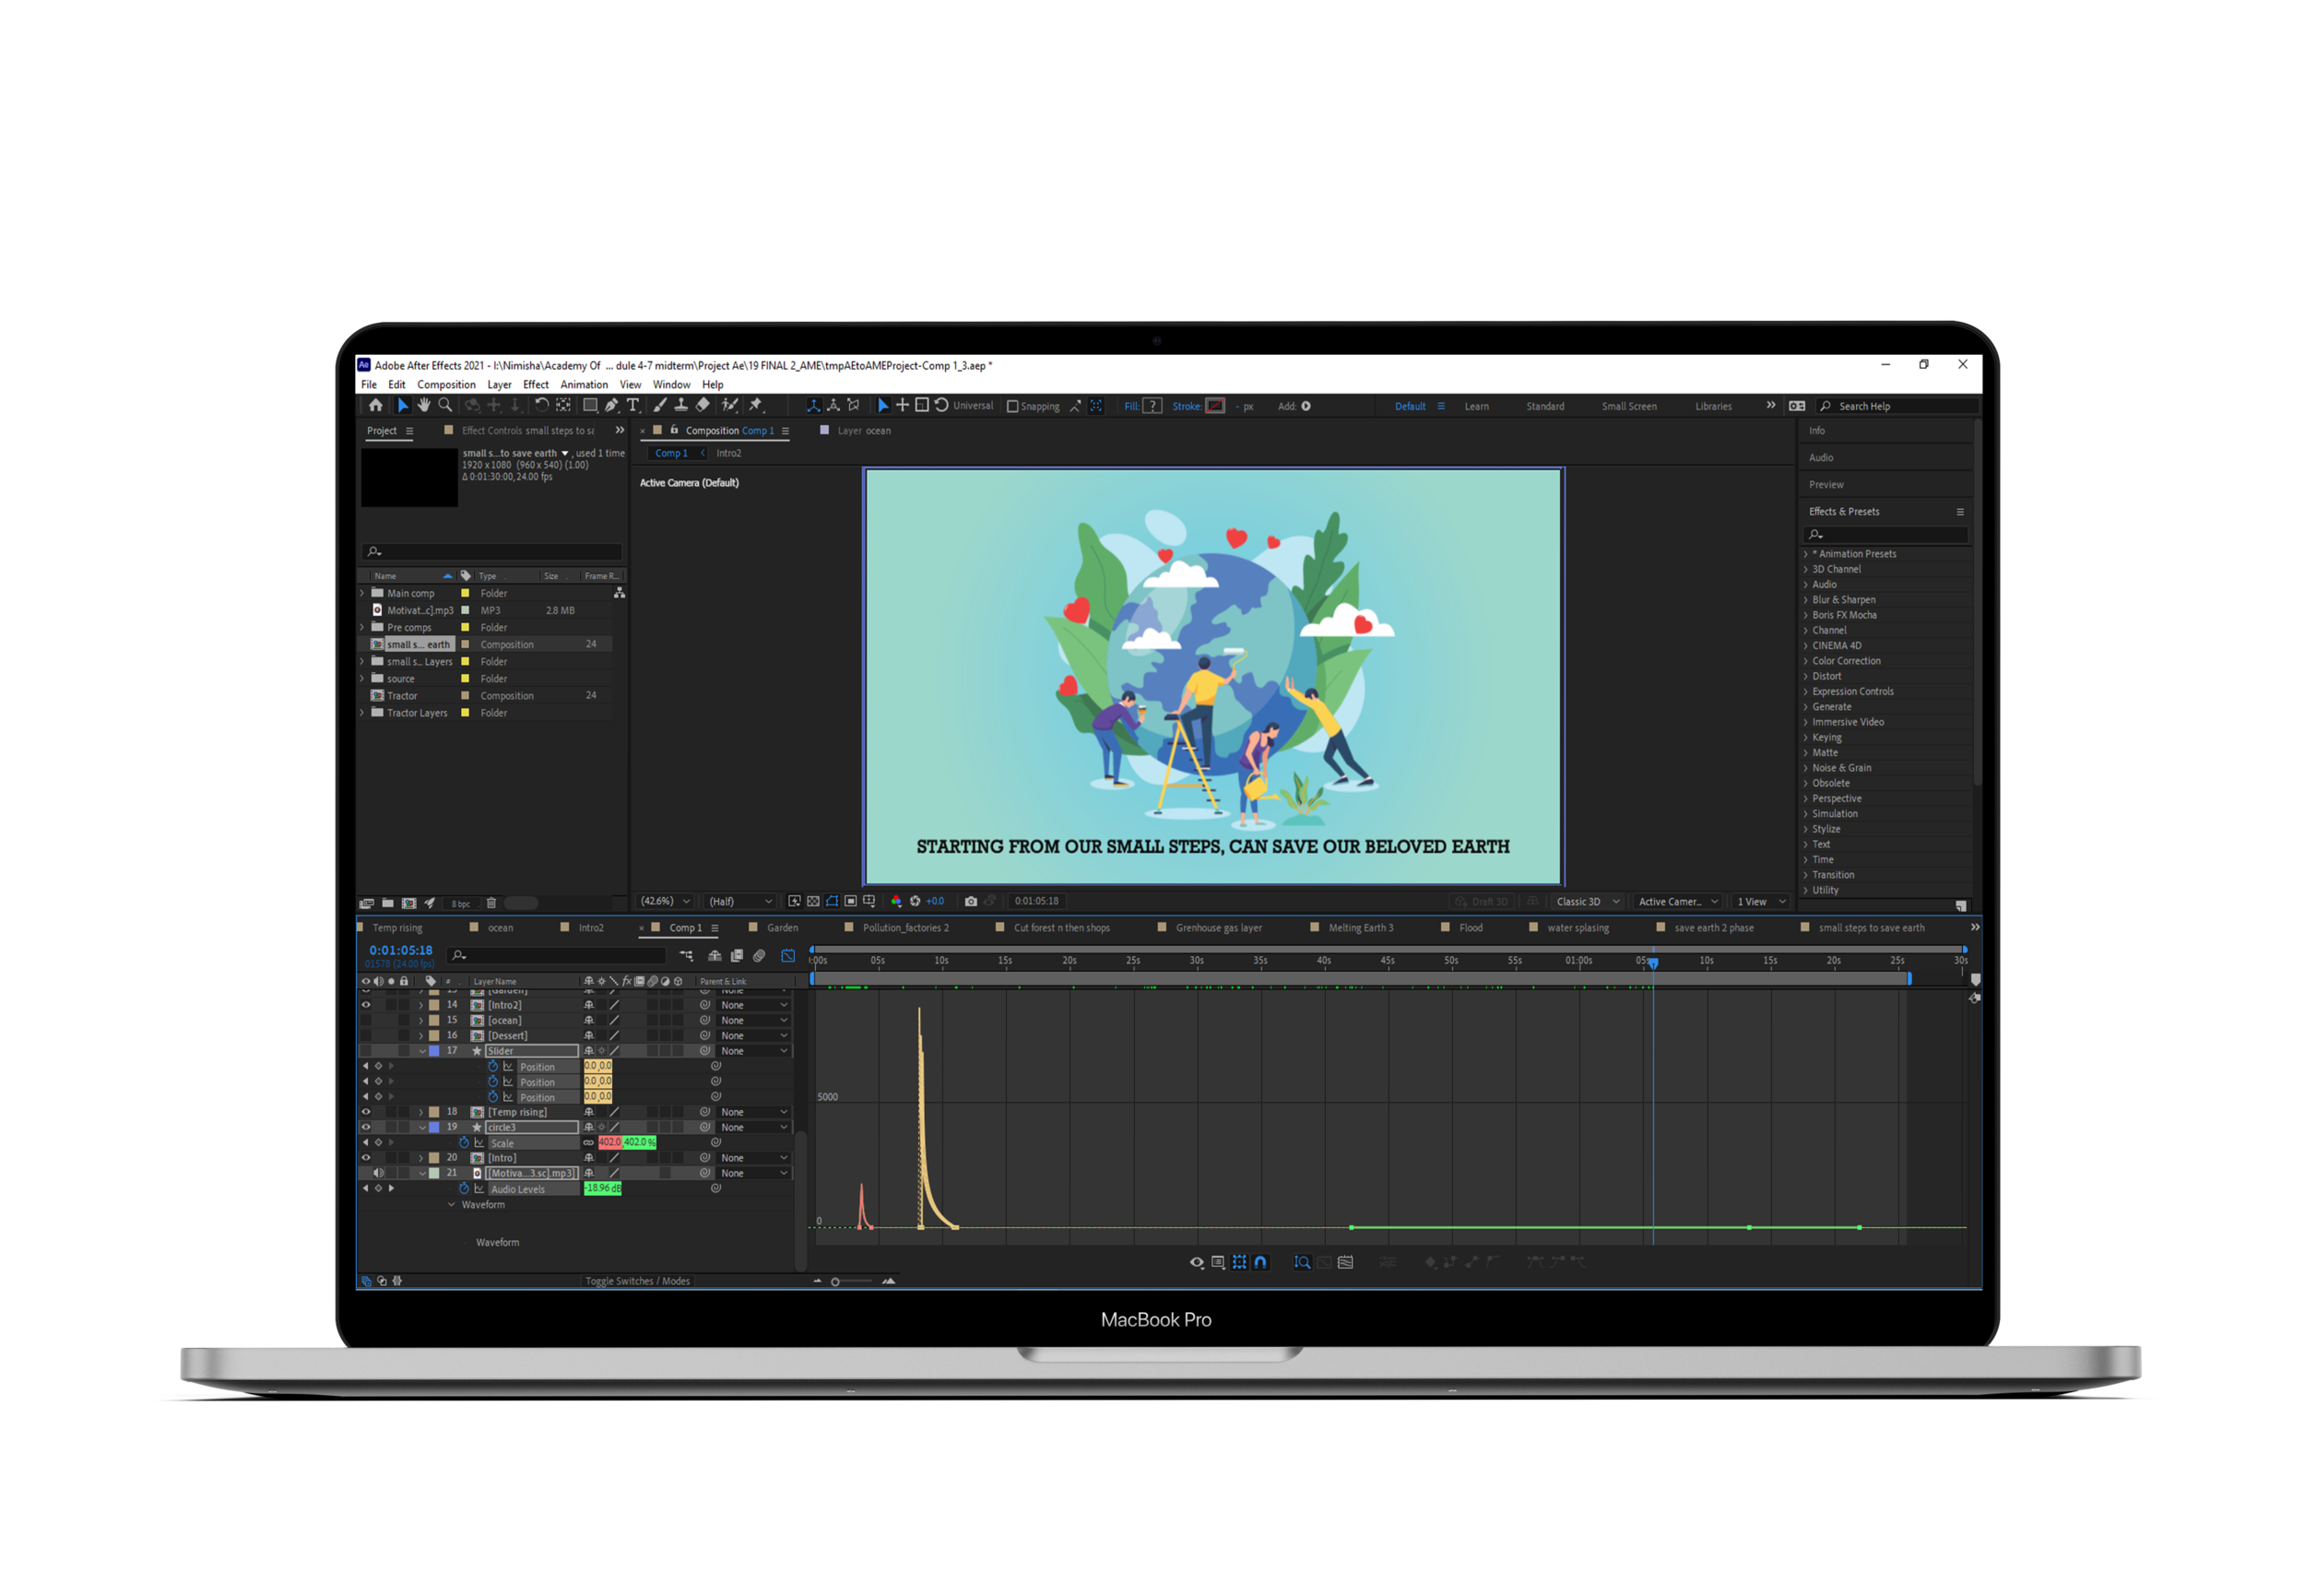 Ae Adobe After Effects 2021 - I:\Nimisha\Academy Of ... dule 4-7 midterm\Project Ae\19 FINAL 2_AME\tmpAEtoAMEProject-Comp 1_3.aep *
File Edit Composition Layer Effect Animation View Window Help
Universal Snapping Fill: ? Stroke: - px Add: Default Learn Standard Small Screen Libraries Search Help
Project Effect Controls small steps to sa
Composition Comp 1 Layer ocean
Comp 1 Intro2
small s...to save earth , used 1 time
1920 x 1080 (960 x 540) (1.00)
Δ 0:01:30:00, 24.00 fps
Active Camera (Default)
Name Type Size Frame R...
Main comp Folder
Motivat...c].mp3 MP3 2.8 MB
Pre comps Folder
small s... earth Composition 24
small s... Layers Folder
source Folder
Tractor Composition 24
Tractor Layers Folder
8 bpc
STARTING FROM OUR SMALL STEPS, CAN SAVE OUR BELOVED EARTH
(42.6%) (Half) +0.0 0:01:05:18 Draft 3D Classic 3D Active Camer... 1 View
Info
Audio
Preview
Effects & Presets
* Animation Presets
3D Channel
Audio
Blur & Sharpen
Boris FX Mocha
Channel
CINEMA 4D
Color Correction
Distort
Expression Controls
Generate
Immersive Video
Keying
Matte
Noise & Grain
Obsolete
Perspective
Simulation
Stylize
Text
Time
Transition
Utility
Temp rising ocean Intro2 Comp 1 Garden Pollution_factories 2 Cut forest n then shops Grenhouse gas layer Melting Earth 3 Flood water splasing save earth 2 phase small steps to save earth
0:01:05:18
01578 (24.00 fps)
:00s 05s 10s 15s 20s 25s 30s 35s 40s 45s 50s 55s 01:00s 05s 10s 15s 20s 25s 30s
# Layer Name fx Parent & Link
13 [Garden] None
14 [Intro2] None
15 [ocean] None
16 [Dessert] None
17 Slider None
Position 0.0,0.0
Position 0.0,0.0
Position 0.0,0.0
18 [Temp rising] None
19 circle3 None
Scale 402.0,402.0 %
20 [Intro] None
21 [Motiva...3.sc].mp3] None
Audio Levels -18.96 dB
Waveform
Waveform
5000
0
Toggle Switches / Modes
MacBook Pro